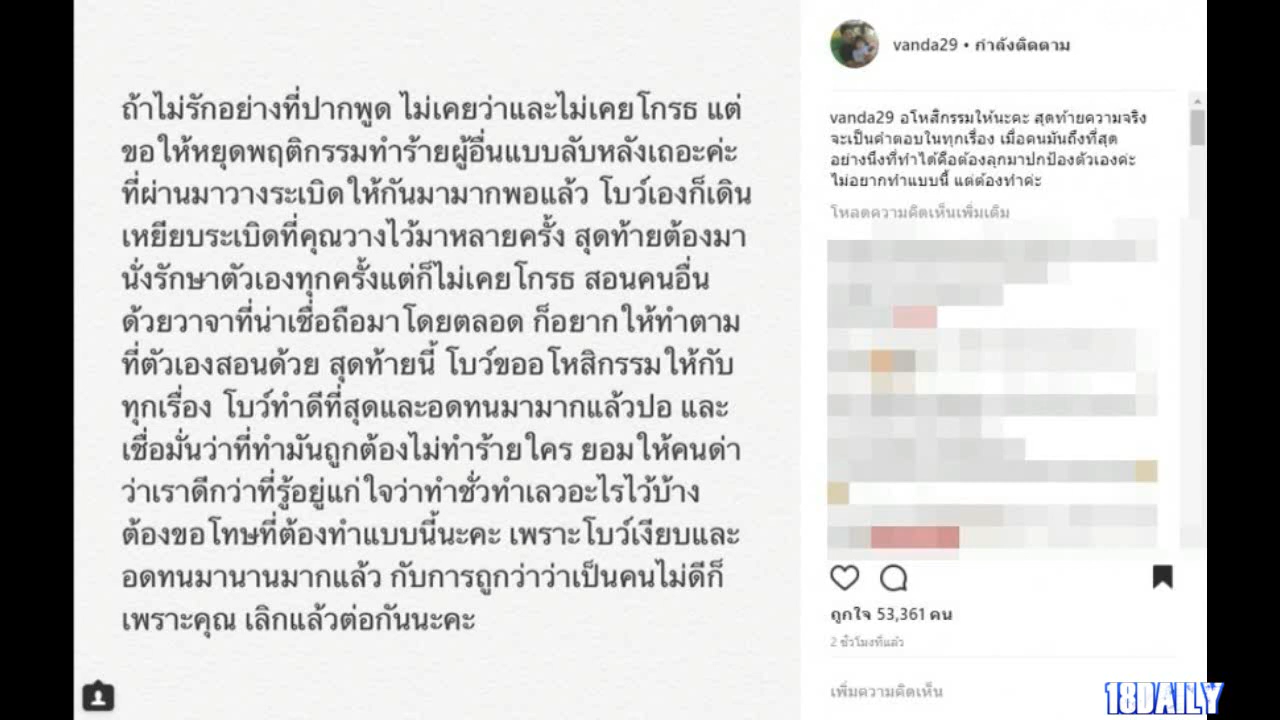 ถ้าไม่รักอย่างที่ปากพูด ไม่เคยว่าและไม่เคยโกรธ แต่
ขอให้หยุดพฤติกรรมทำร้ายผู้อื่นแบบลับหลังเถอะค่ะ
ที่ผ่านมาวางระเบิดให้กันมามากพอแล้ว โบว์เองก็เดิน
เหยียบระเบิดที่คุณวางไว้มาหลายครั้ง สุดท้ายต้องมา
นั่งรักษาตัวเองทุกครั้งแต่ก็ไม่เคยโกรธ สอนคนอื่น
ด้วยวาจาที่น่าเชื่อถือมาโดยตลอด ก็อยากให้ทำตาม
ที่ตัวเองสอนด้วย สุดท้ายนี้ โบว์ขออโหสิกรรมให้กับ
ทุกเรื่อง โบว์ทำดีที่สุดและอดทนมามากแล้วปอ และ
เชื่อมั่นว่าที่ทำมันถูกต้องไม่ทำร้ายใคร ยอมให้คนด่า
ว่าเราดีกว่าที่รู้อยู่แก่ใจว่าทำชั่วทำเลวอะไรไว้บ้าง
ต้องขอโทษที่ต้องทำแบบนี้นะคะ เพราะโบว์เงียบและ
อดทนมานานมากแล้ว กับการถูกว่าว่าเป็นคนไม่ดีก็
เพราะคุณ เลิกแล้วต่อกันนะคะ
vanda29 • กำลังติดตาม
vanda29 อโหสิกรรมให้นะคะ สุดท้ายความจริง
จะเป็นคำตอบในทุกเรื่อง เมื่อคนมันถึงที่สุด
อย่างนึงที่ทำได้คือต้องลุกมาปกป้องตัวเองค่ะ
ไม่อยากทำแบบนี้ แต่ต้องทำค่ะ
โหลดความคิดเห็นเพิ่มเติม
ถูกใจ 53,361 คน
2 ชั่วโมงที่แล้ว
เพิ่มความคิดเห็น
18DAILY